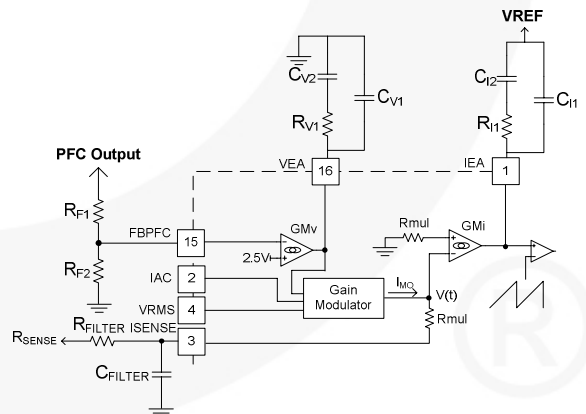 VREF
CV2
CV1
RV1
CI2
CI1
RI1
PFC Output
VEA
16
IEA
1
RF1
RF2
FBPFC
15
GMv
2.5V
Rmul
GMi
IAC
2
VRMS
4
Gain
Modulator
IMO
V(t)
Rmul
RSENSE
RFILTER
ISENSE
3
CFILTER
R